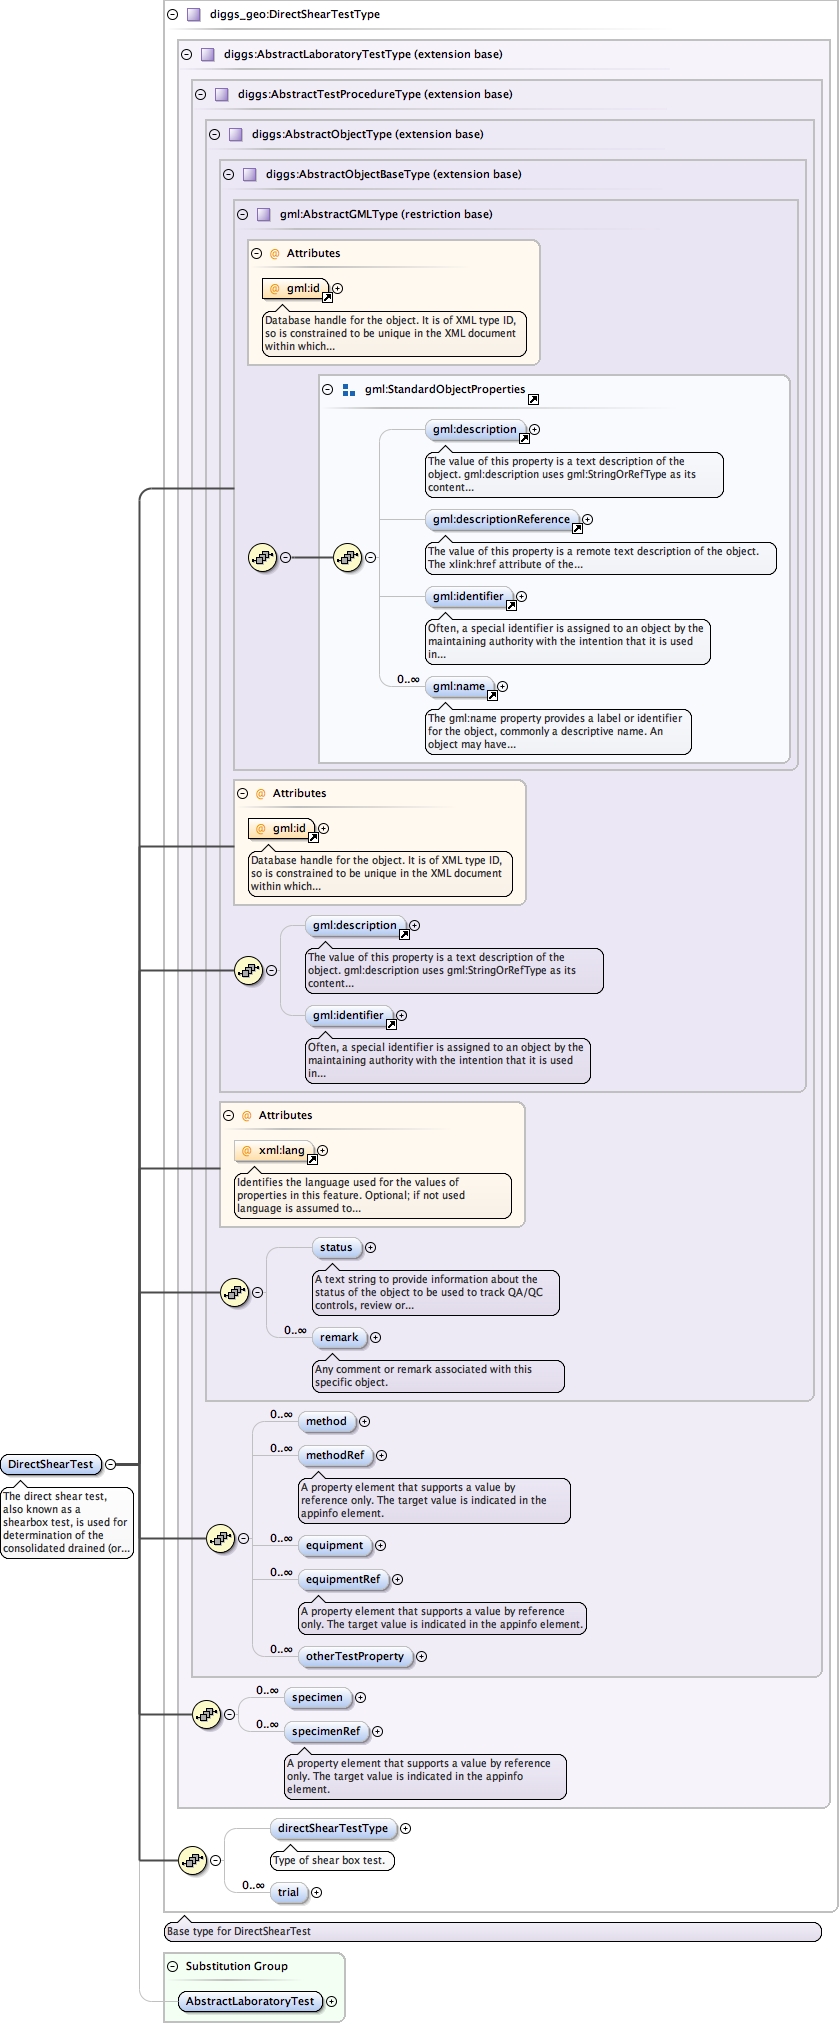 diggs_geo:DirectShearTestType
diggs:AbstractLaboratoryTestType (extension base)
diggs:AbstractTestProcedureType (extension base)
diggs:AbstractObjectType (extension base)
diggs:AbstractObjectBaseType (extension base)
gml:AbstractGMLType (restriction base)
@ Attributes
@ gml:id
Database handle for the object. It is of XML type ID,
so is constrained to be unique in the XML document
within which...
gml:StandardObjectProperties
gml:description
The value of this property is a text description of the
object. gml:description uses gml:StringOrRefType as its
content...
gml:descriptionReference
The value of this property is a remote text description of the object.
The xlink:href attribute of the...
gml:identifier
Often, a special identifier is assigned to an object by the
maintaining authority with the intention that it is used
in...
0..∞ gml:name
The gml:name property provides a label or identifier
for the object, commonly a descriptive name. An
object may have...
@ Attributes
@ gml:id
Database handle for the object. It is of XML type ID,
so is constrained to be unique in the XML document
within which...
gml:description
The value of this property is a text description of the
object. gml:description uses gml:StringOrRefType as its
content...
gml:identifier
Often, a special identifier is assigned to an object by the
maintaining authority with the intention that it is used
in...
@ Attributes
@ xml:lang
Identifies the language used for the values of
properties in this feature. Optional; if not used
language is assumed to...
status
A text string to provide information about the
status of the object to be used to track QA/QC
controls, review or...
0..∞ remark
Any comment or remark associated with this
specific object.
0..∞ method
0..∞ methodRef
A property element that supports a value by
reference only. The target value is indicated in the
appinfo element.
0..∞ equipment
0..∞ equipmentRef
A property element that supports a value by reference
only. The target value is indicated in the appinfo element.
0..∞ otherTestProperty
DirectShearTest
The direct shear test,
also known as a
shearbox test, is used for
determination of the
consolidated drained (or...
0..∞ specimen
0..∞ specimenRef
A property element that supports a value by reference
only. The target value is indicated in the appinfo
element.
directShearTestType
Type of shear box test.
0..∞ trial
Base type for DirectShearTest
Substitution Group
AbstractLaboratoryTest